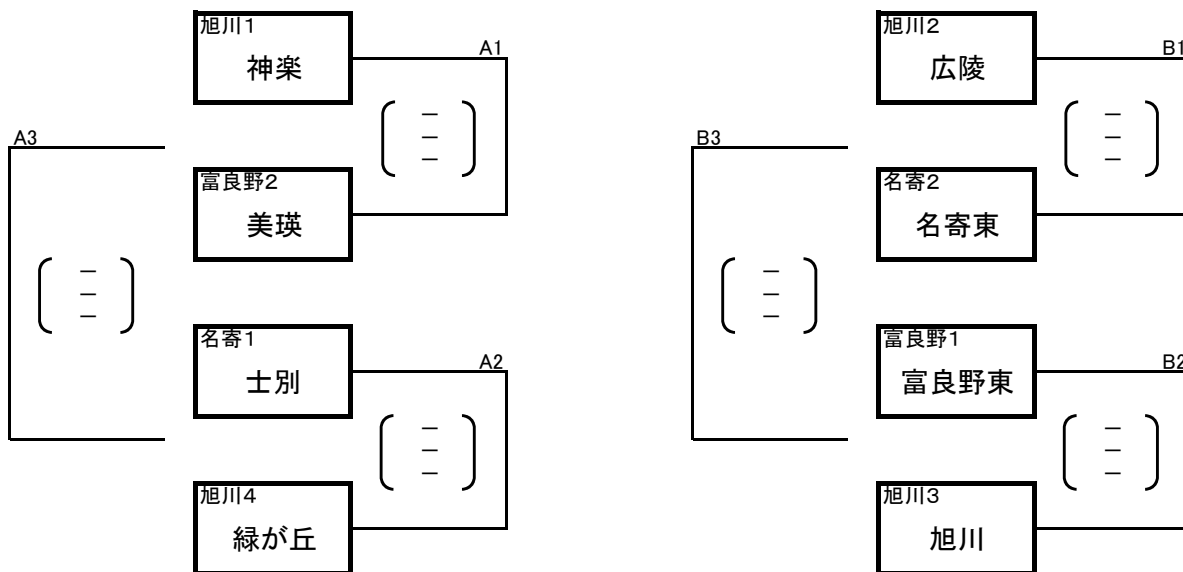 旭川1
神楽
A1
－
－
－
A3
富良野2
美瑛
－
－
－
名寄1
士別
A2
－
－
－
旭川4
緑が丘
旭川2
広陵
B1
－
－
－
B3
名寄2
名寄東
－
－
－
富良野1
富良野東
B2
－
－
－
旭川3
旭川